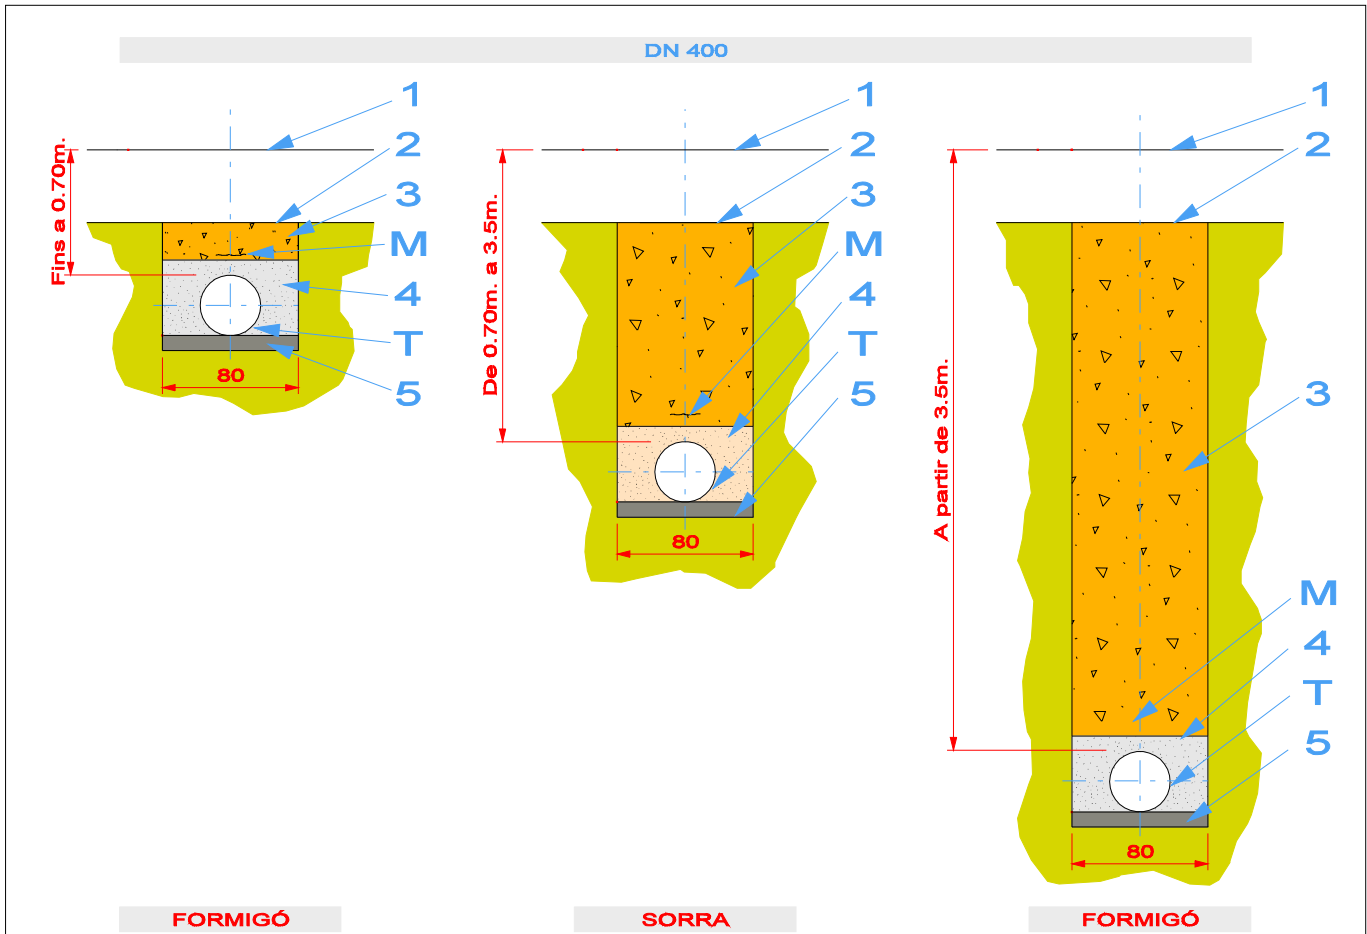 DN 400
1
2
3
M
4
T
5
Fins a 0.70m.
80
FORMIGÓ
1
2
3
M
4
T
5
De 0.70m. a 3.5m.
80
SORRA
1
2
3
M
4
T
5
A partir de 3.5m.
80
FORMIGÓ